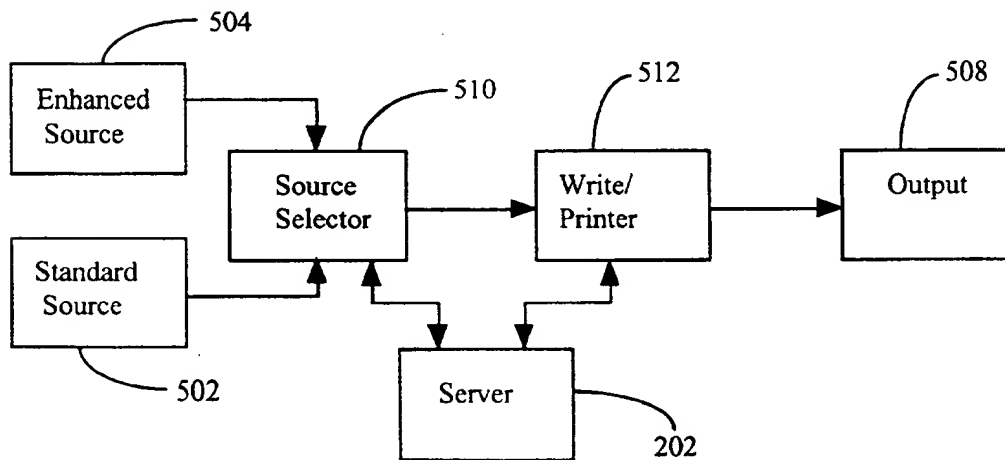 504
Enhanced
Source
510
Source
Selector
512
Write/
Printer
508
Output
Standard
Source
502
Server
202